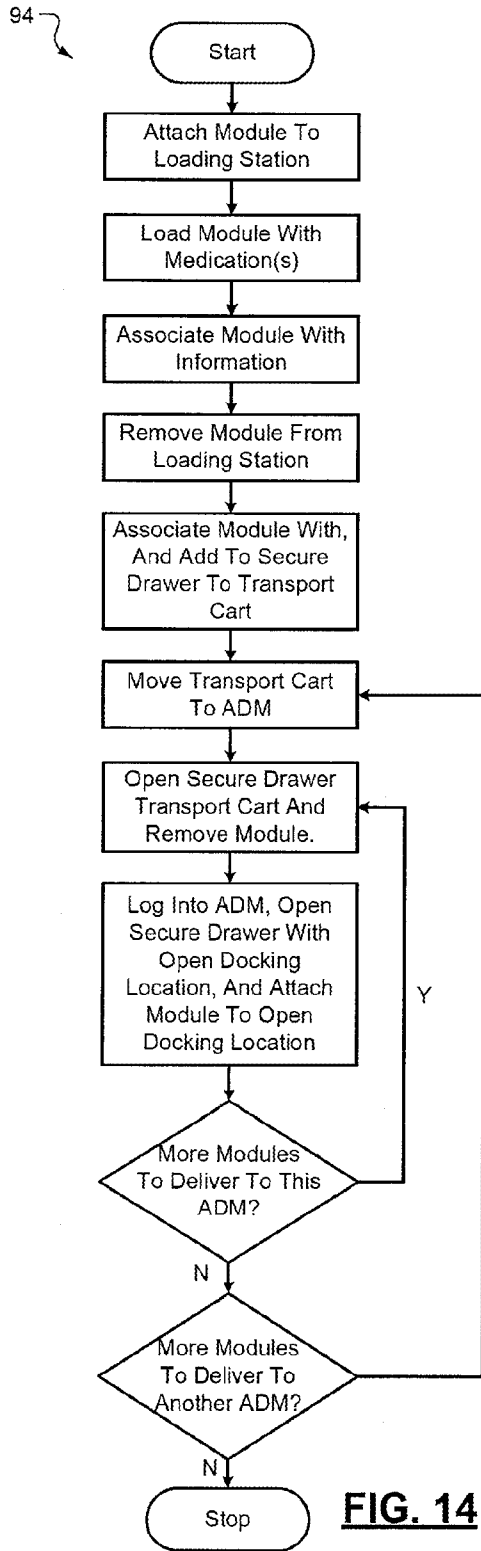 94
Start
Attach Module To
Loading Station
Load Module With
Medication(s)
Associate Module With
Information
Remove Module From
Loading Station
Associate Module With,
And Add To Secure
Drawer To Transport
Cart
Move Transport Cart
To ADM
Open Secure Drawer
Transport Cart And
Remove Module.
Log Into ADM, Open
Secure Drawer With
Open Docking
Location, And Attach
Module To Open
Docking Location
Y
More Modules
To Deliver To This
ADM?
N
More Modules
To Deliver To
Another ADM?
N
Stop
FIG. 14